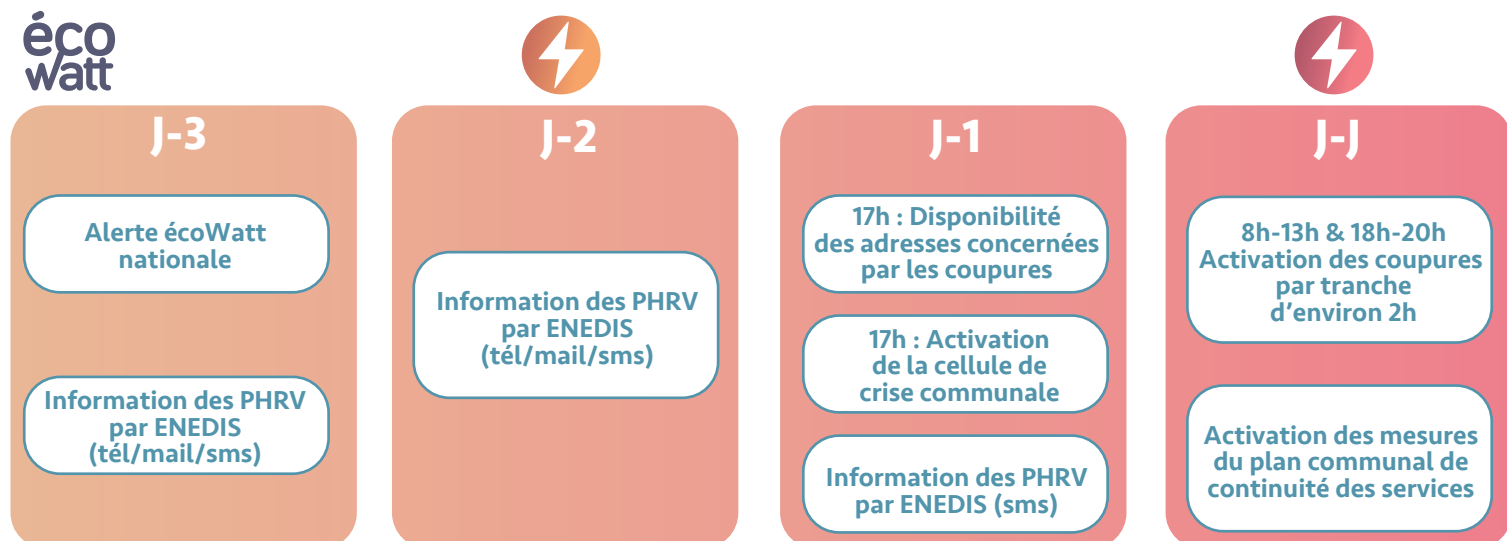 éco
watt
J-3
Alerte écoWatt
nationale
Information des PHRV
par ENEDIS
(tél/mail/sms)
J-2
Information des PHRV
par ENEDIS
(tél/mail/sms)
J-1
17h : Disponibilité
des adresses concernées
par les coupures
17h : Activation
de la cellule de
crise communale
Information des PHRV
par ENEDIS (sms)
J-J
8h-13h & 18h-20h
Activation des coupures
par tranche
d’environ 2h
Activation des mesures
du plan communal de
continuité des services